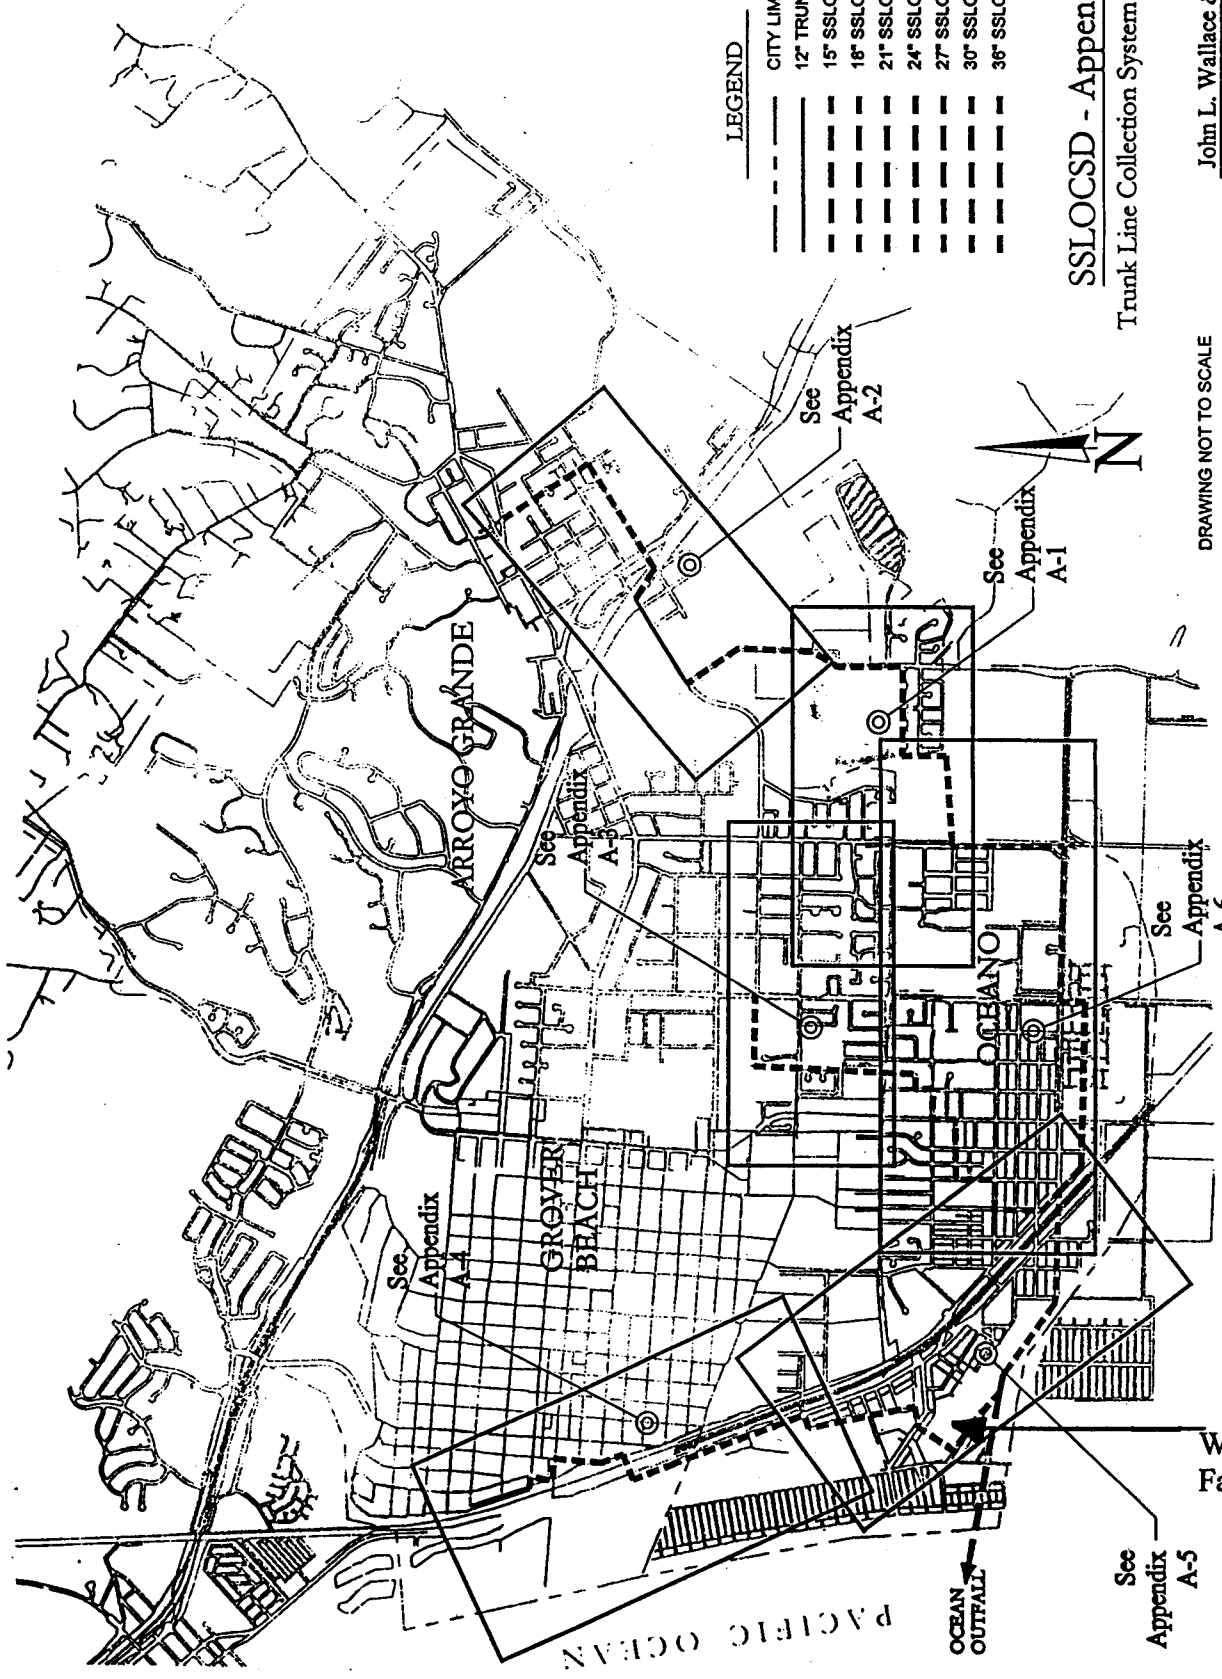 LEGEND
CITY LIM
12" TRUN
15" SSLO
18" SSLO
21" SSLO
24" SSLO
27" SSLO
30" SSLO
36" SSLO
SSLOCSD - Appen
Trunk Line Collection System
John L. Wallace &
DRAWING NOT TO SCALE
N
See
Appendix
A-2
See
Appendix
A-1
ARROYO GRANDE
See
Appendix
A-3
See
Appendix
A-6
OCEANO
GROVER
BEACH
See
Appendix
A-4
See
Appendix
A-5
OCEAN
OUTFALL
PACIFIC OCEAN
W
Fa